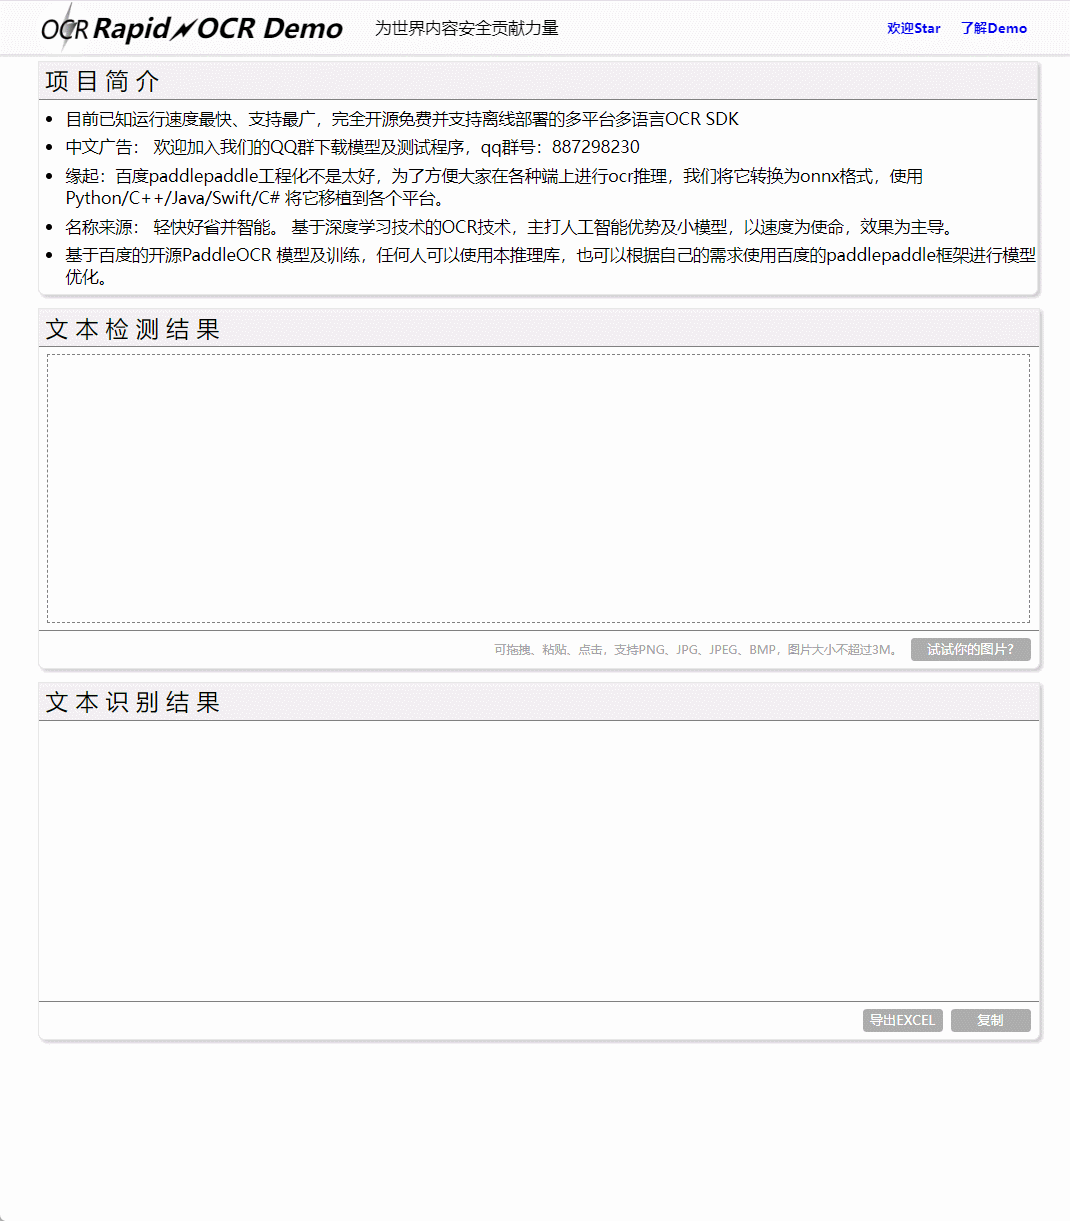 OCR Rapid OCR Demo 为世界内容安全贡献力量 欢迎Star 了解Demo
项目简介
目前已知运行速度最快、支持最广，完全开源免费并支持离线部署的多平台多语言OCR SDK
中文广告： 欢迎加入我们的QQ群下载模型及测试程序，qq群号：887298230
缘起：百度paddlepaddle工程化不是太好，为了方便大家在各种端上进行ocr推理，我们将它转换为onnx格式，使用
Python/C++/Java/Swift/C# 将它移植到各个平台。
名称来源： 轻快好省并智能。 基于深度学习技术的OCR技术，主打人工智能优势及小模型，以速度为使命，效果为主导。
基于百度的开源PaddleOCR 模型及训练，任何人可以使用本推理库，也可以根据自己的需求使用百度的paddlepaddle框架进行模型
优化。
文本检测结果
可拖拽、粘贴、点击，支持PNG、JPG、JPEG、BMP，图片大小不超过3M。 试试你的图片?
文本识别结果
导出EXCEL 复制